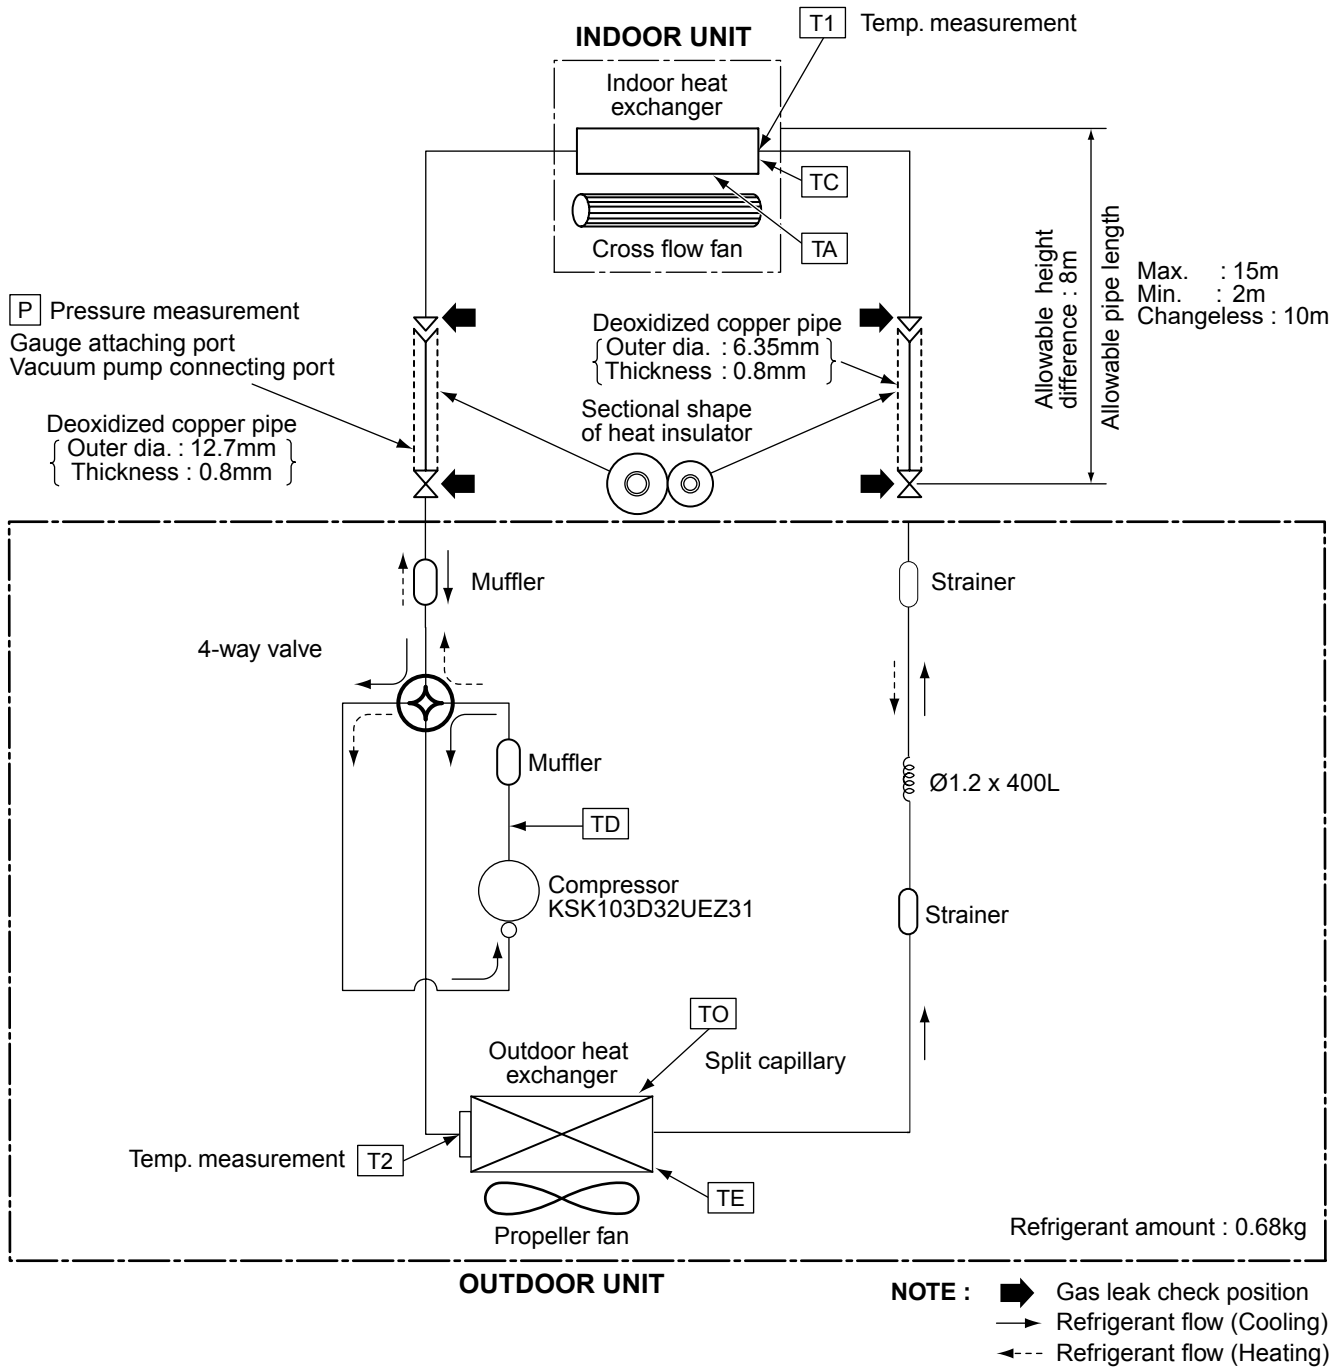 T1 Temp. measurement
INDOOR UNIT
Indoor heat
exchanger
TC
TA
Cross flow fan
Allowable height
difference : 8m
Allowable pipe length
Max. : 15m
Min. : 2m
Changeless : 10m
P Pressure measurement
Gauge attaching port
Vacuum pump connecting port
Deoxidized copper pipe
Outer dia. : 12.7mm
Thickness : 0.8mm
Deoxidized copper pipe
Outer dia. : 6.35mm
Thickness : 0.8mm
Sectional shape
of heat insulator
Muffler
Strainer
4-way valve
Muffler
Ø1.2 x 400L
TD
Compressor
KSK103D32UEZ31
Strainer
TO
Outdoor heat
exchanger
Split capillary
Temp. measurement T2
TE
Propeller fan
Refrigerant amount : 0.68kg
OUTDOOR UNIT
NOTE : Gas leak check position
Refrigerant flow (Cooling)
Refrigerant flow (Heating)